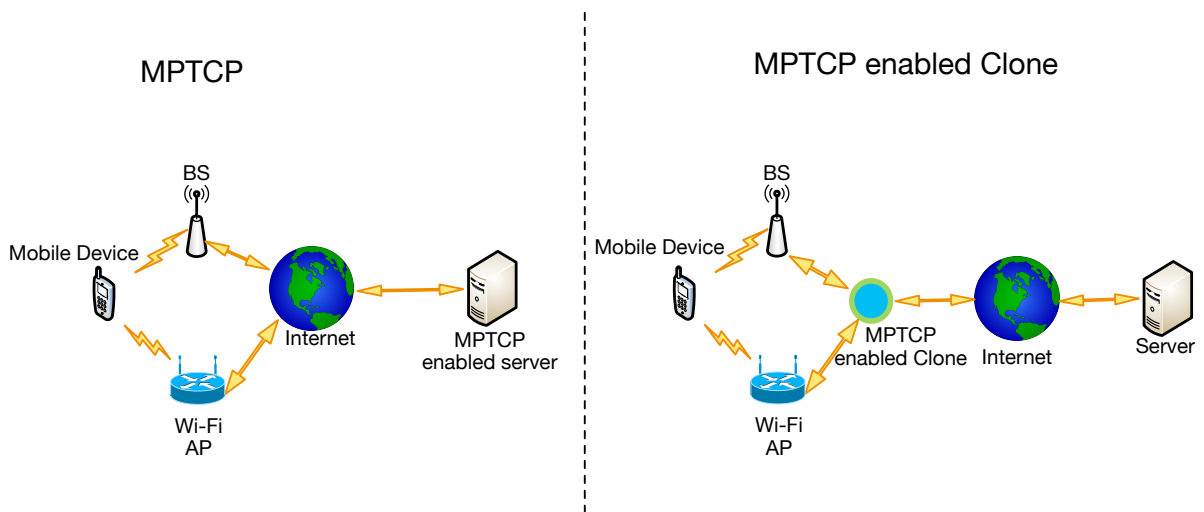 MPTCP
BS
Mobile Device
Internet
MPTCP
enabled server
Wi-Fi
AP
MPTCP enabled Clone
BS
Mobile Device
MPTCP
enabled Clone
Internet
Server
Wi-Fi
AP